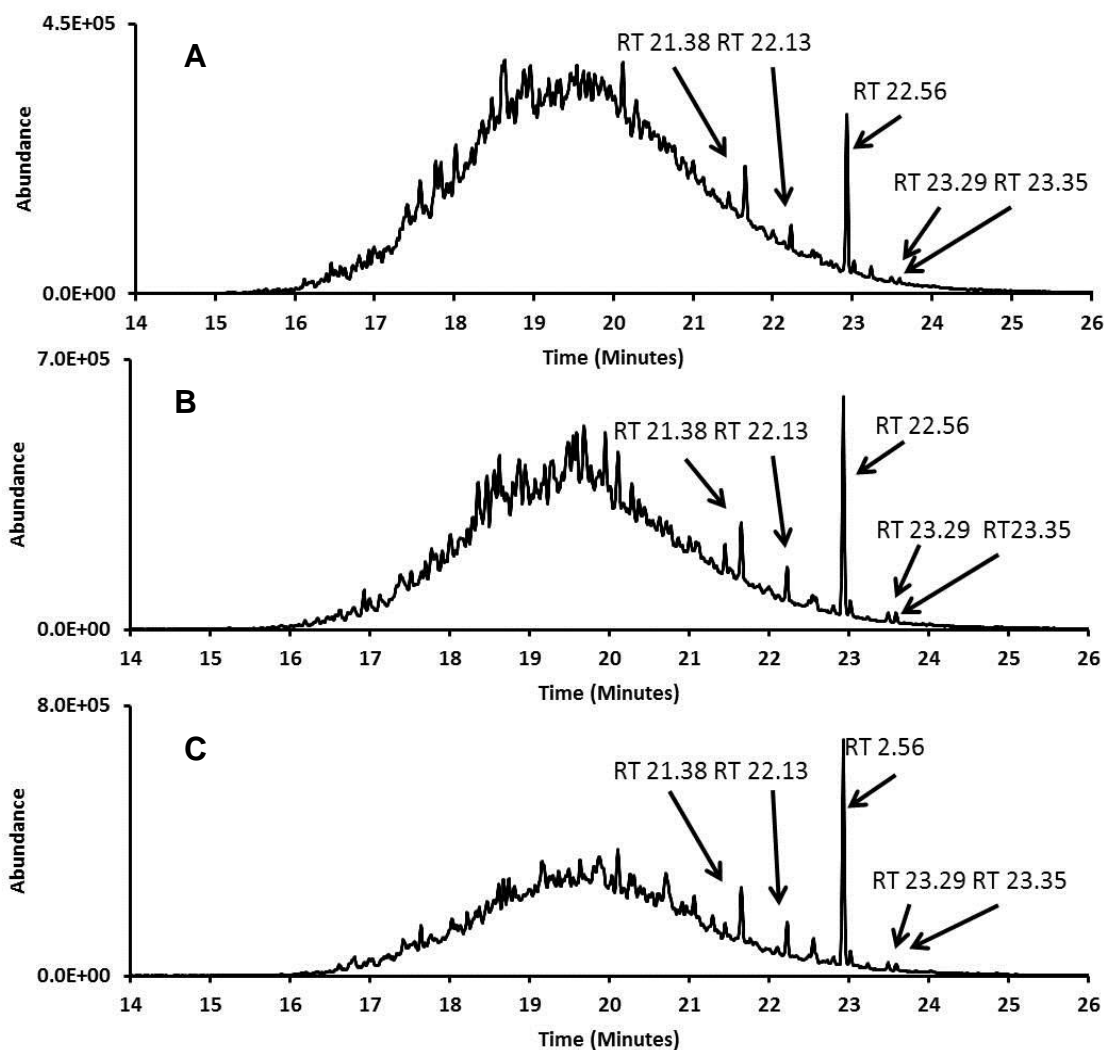 4.5E+05
A
RT 21.38 RT 22.13
RT 22.56
RT 23.29 RT 23.35
Abundance
0.0E+00
14 15 16 17 18 19 20 21 22 23 24 25 26
Time (Minutes)
7.0E+05
B
RT 21.38 RT 22.13
RT 22.56
RT 23.29 RT23.35
Abundance
0.0E+00
14 15 16 17 18 19 20 21 22 23 24 25 26
Time (Minutes)
8.0E+05
C
RT 2.56
RT 21.38 RT 22.13
RT 23.29 RT 23.35
Abundance
0.0E+00
14 15 16 17 18 19 20 21 22 23 24 25 26
Time (Minutes)